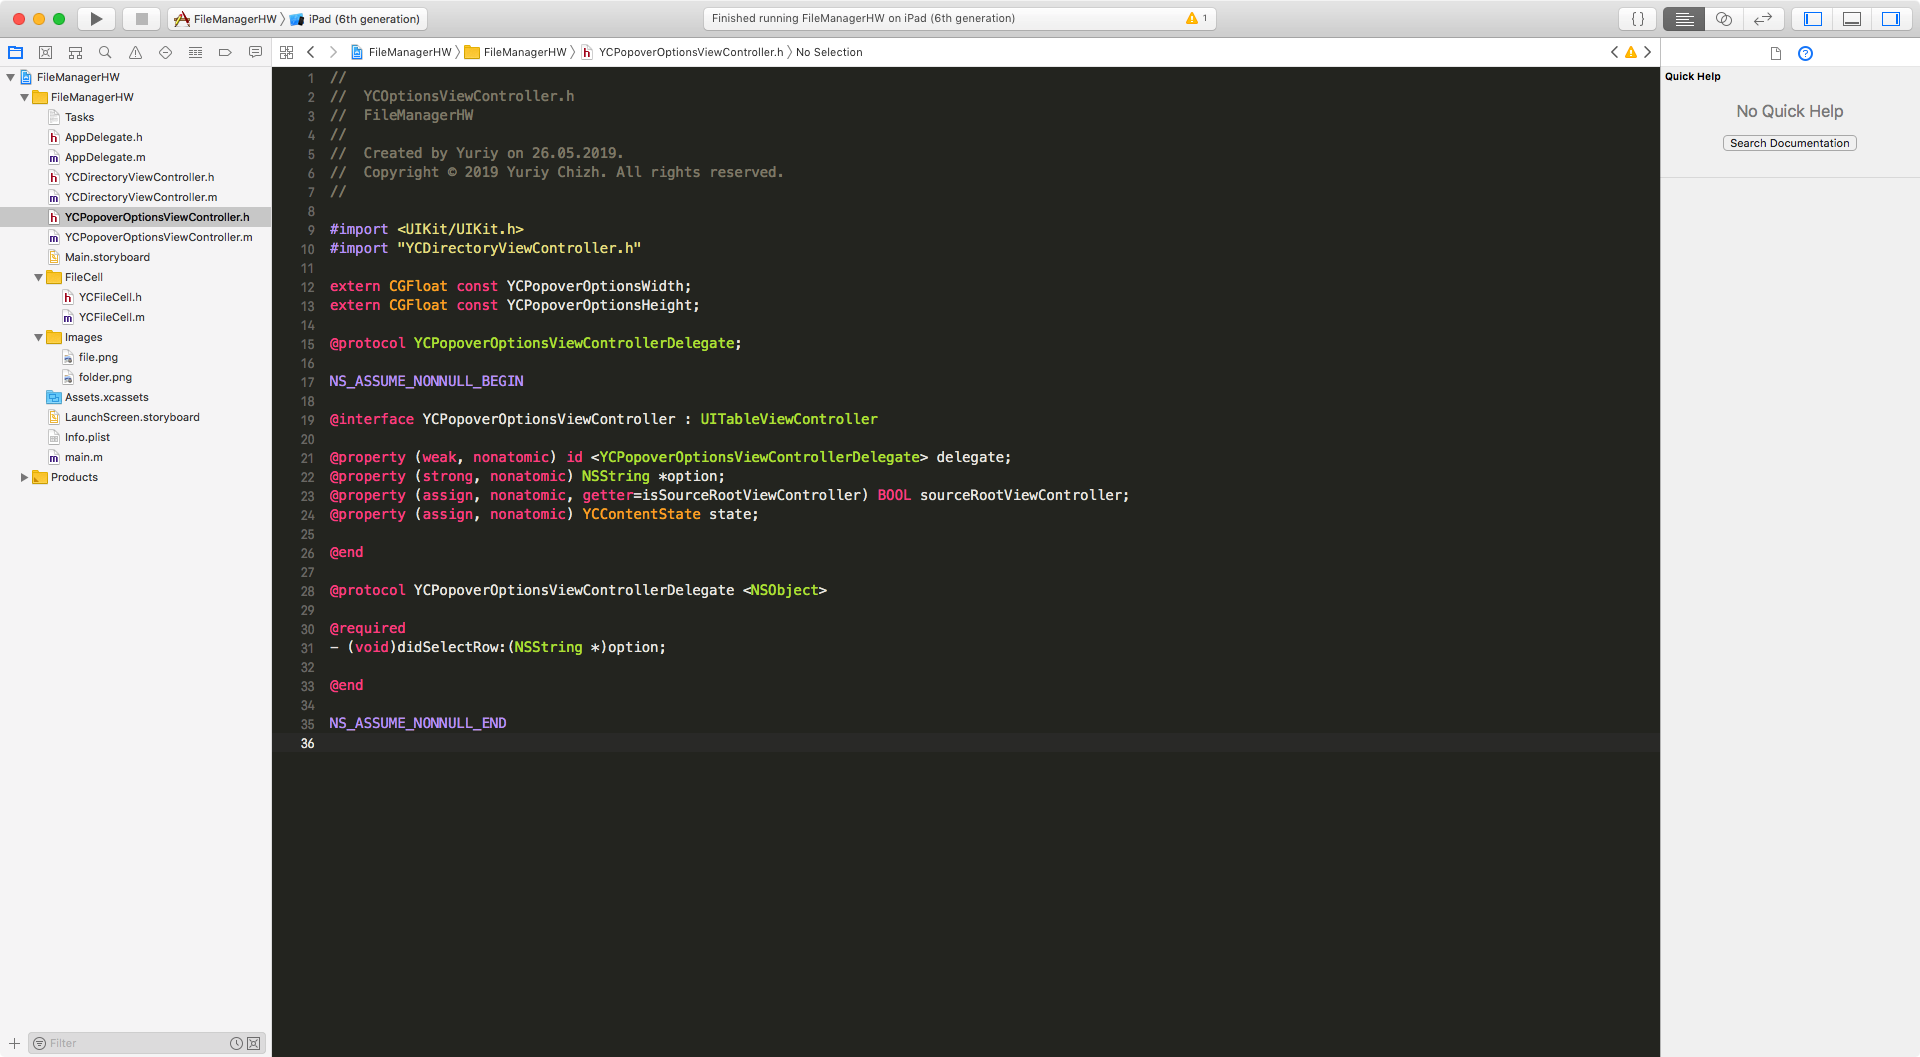 FileManagerHW
iPad (6th generation)
Finished running FileManagerHW on iPad (6th generation)
1
{}
FileManagerHW
FileManagerHW
YCPopoverOptionsViewController.h
No Selection
FileManagerHW
FileManagerHW
Tasks
h AppDelegate.h
m AppDelegate.m
h YCDirectoryViewController.h
m YCDirectoryViewController.m
h YCPopoverOptionsViewController.h
m YCPopoverOptionsViewController.m
Main.storyboard
FileCell
h YCFileCell.h
m YCFileCell.m
Images
file.png
folder.png
Assets.xcassets
LaunchScreen.storyboard
Info.plist
m main.m
Products
Filter
1 //
2 //  YCOptionsViewController.h
3 //  FileManagerHW
4 //
5 //  Created by Yuriy on 26.05.2019.
6 //  Copyright © 2019 Yuriy Chizh. All rights reserved.
7 //
8
9 #import <UIKit/UIKit.h>
10 #import "YCDirectoryViewController.h"
11
12 extern CGFloat const YCPopoverOptionsWidth;
13 extern CGFloat const YCPopoverOptionsHeight;
14
15 @protocol YCPopoverOptionsViewControllerDelegate;
16
17 NS_ASSUME_NONNULL_BEGIN
18
19 @interface YCPopoverOptionsViewController : UITableViewController
20
21 @property (weak, nonatomic) id <YCPopoverOptionsViewControllerDelegate> delegate;
22 @property (strong, nonatomic) NSString *option;
23 @property (assign, nonatomic, getter=isSourceRootViewController) BOOL sourceRootViewController;
24 @property (assign, nonatomic) YCContentState state;
25
26 @end
27
28 @protocol YCPopoverOptionsViewControllerDelegate <NSObject>
29
30 @required
31 - (void)didSelectRow:(NSString *)option;
32
33 @end
34
35 NS_ASSUME_NONNULL_END
36
Quick Help
No Quick Help
Search Documentation